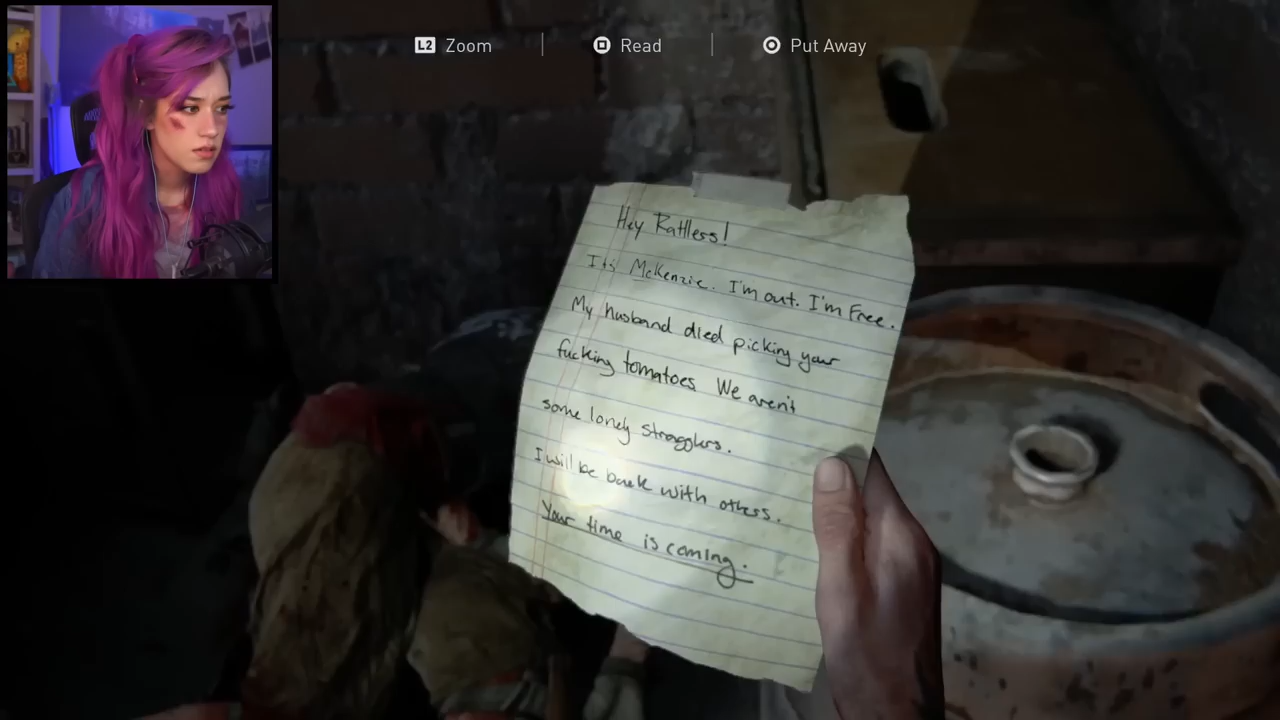 L2 Zoom Read Put Away
Hey Rattlers!
It's McKenzie. I'm out. I'm Free.
My husband died picking your
fucking tomatoes. We aren't
some lonely stragglers.
I will be back with others.
Your time is coming.